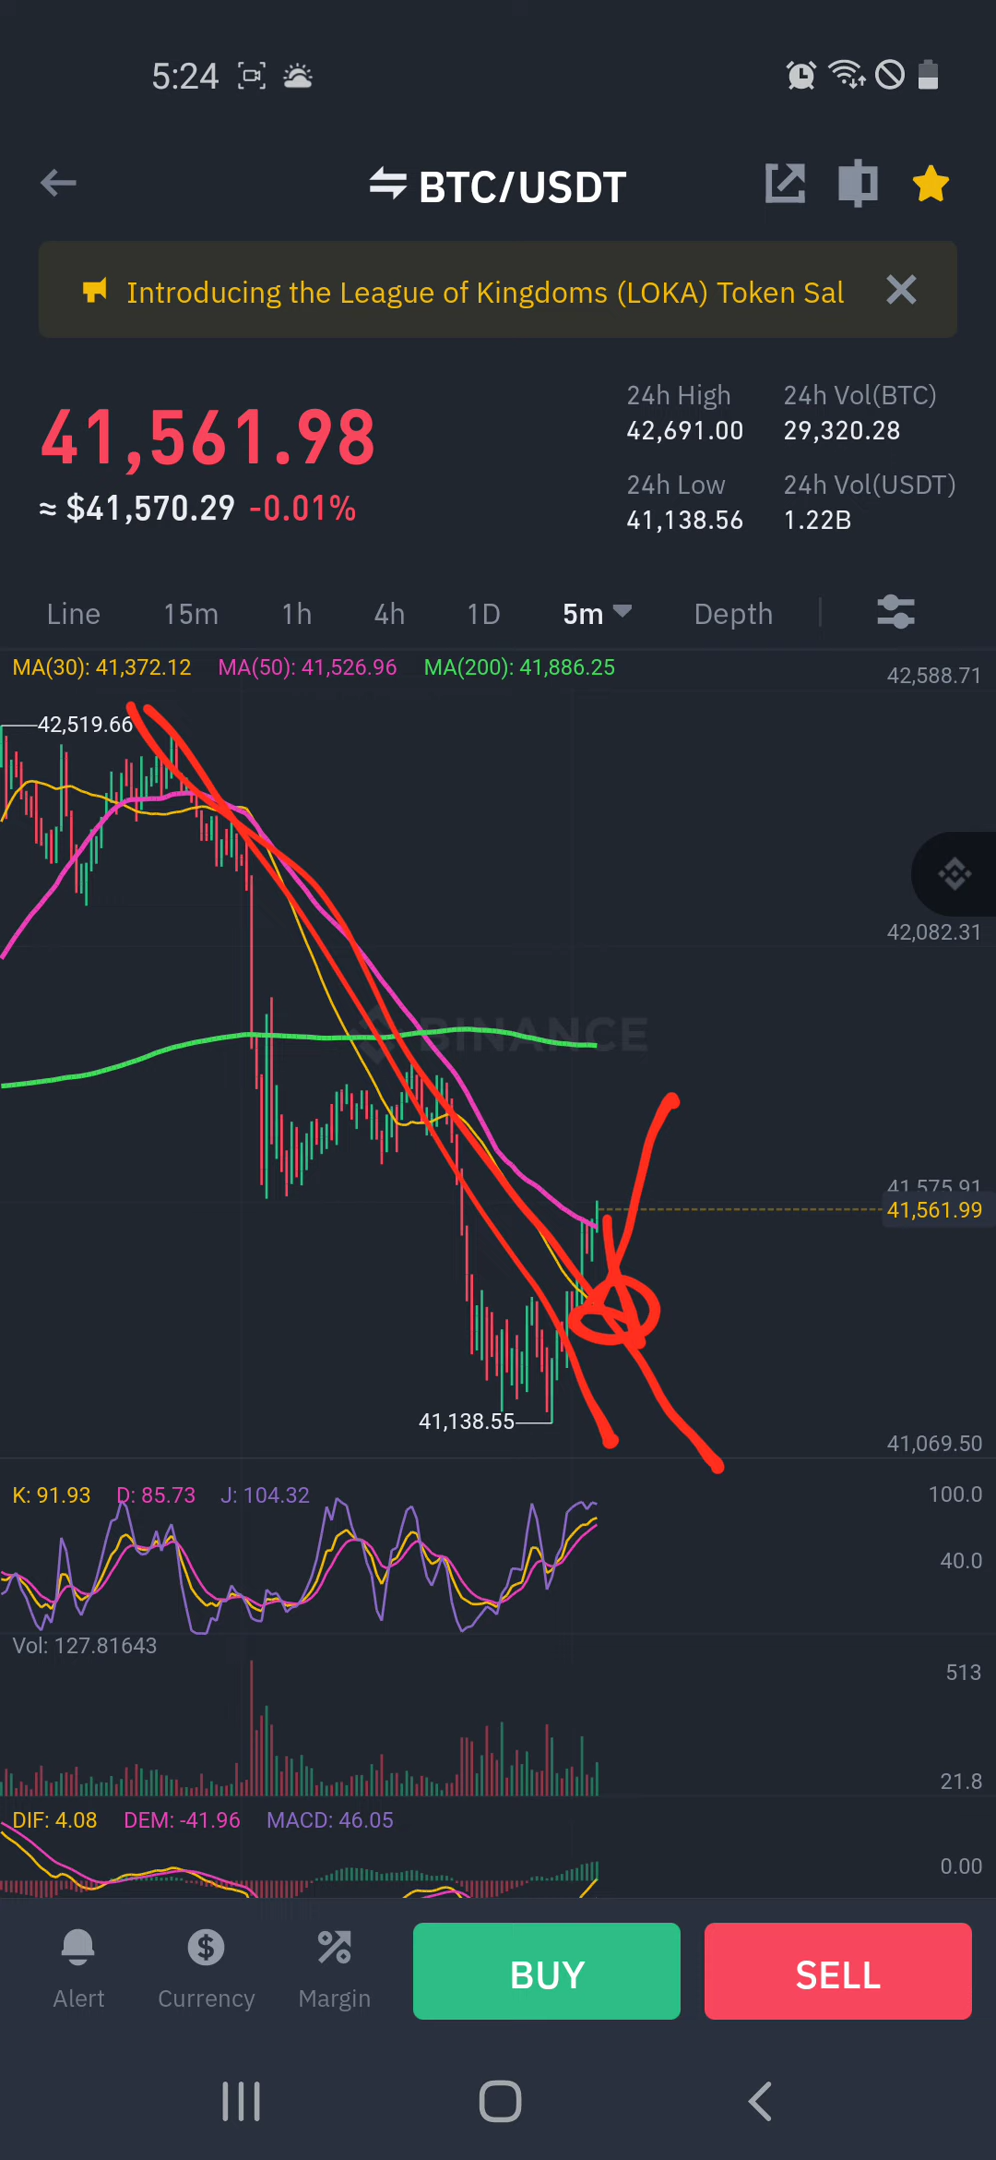 5:24
BTC/USDT
Introducing the League of Kingdoms (LOKA) Token Sal
41,561.98
≈ $41,570.29 -0.01%
24h High
42,691.00
24h Vol(BTC)
29,320.28
24h Low
41,138.56
24h Vol(USDT)
1.22B
Line 15m 1h 4h 1D 5m Depth
MA(30): 41,372.12 MA(50): 41,526.96 MA(200): 41,886.25
42,588.71
42,519.66
42,082.31
BINANCE
41,575.91
41,561.99
41,138.55
41,069.50
K: 91.93 D: 85.73 J: 104.32
100.0
40.0
Vol: 127.81643
513
21.8
DIF: 4.08 DEM: -41.96 MACD: 46.05
0.00
Alert Currency Margin BUY SELL